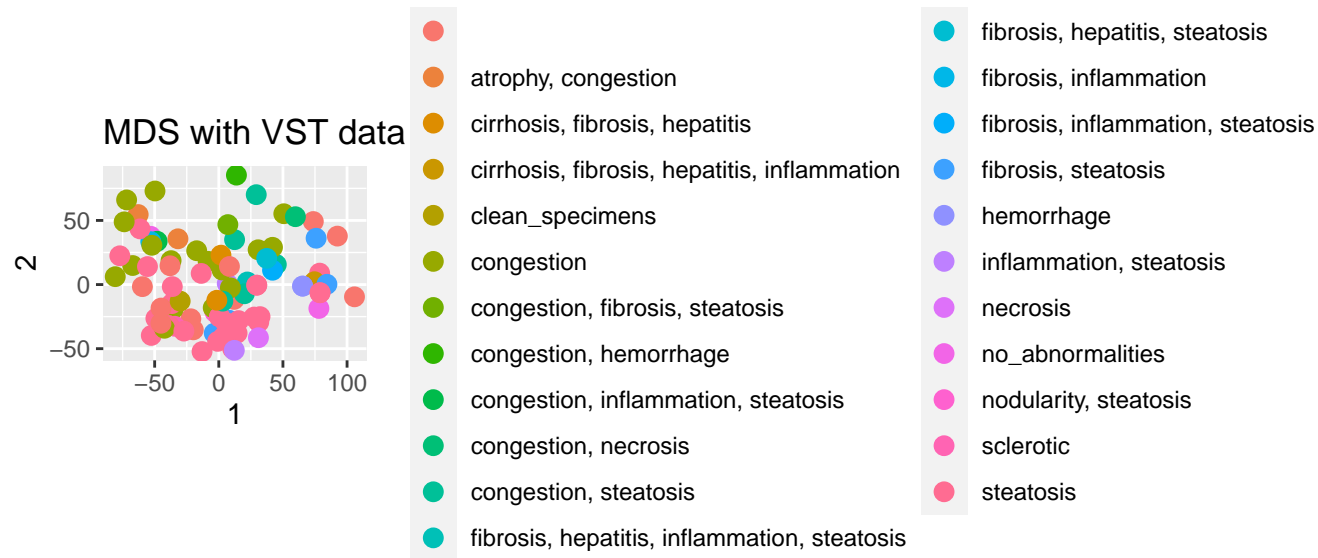 MDS with VST data
2
50
0
−50
−50
0
50
100
1
atrophy, congestion
cirrhosis, fibrosis, hepatitis
cirrhosis, fibrosis, hepatitis, inflammation
clean_specimens
congestion
congestion, fibrosis, steatosis
congestion, hemorrhage
congestion, inflammation, steatosis
congestion, necrosis
congestion, steatosis
fibrosis, hepatitis, inflammation, steatosis
fibrosis, hepatitis, steatosis
fibrosis, inflammation
fibrosis, inflammation, steatosis
fibrosis, steatosis
hemorrhage
inflammation, steatosis
necrosis
no_abnormalities
nodularity, steatosis
sclerotic
steatosis